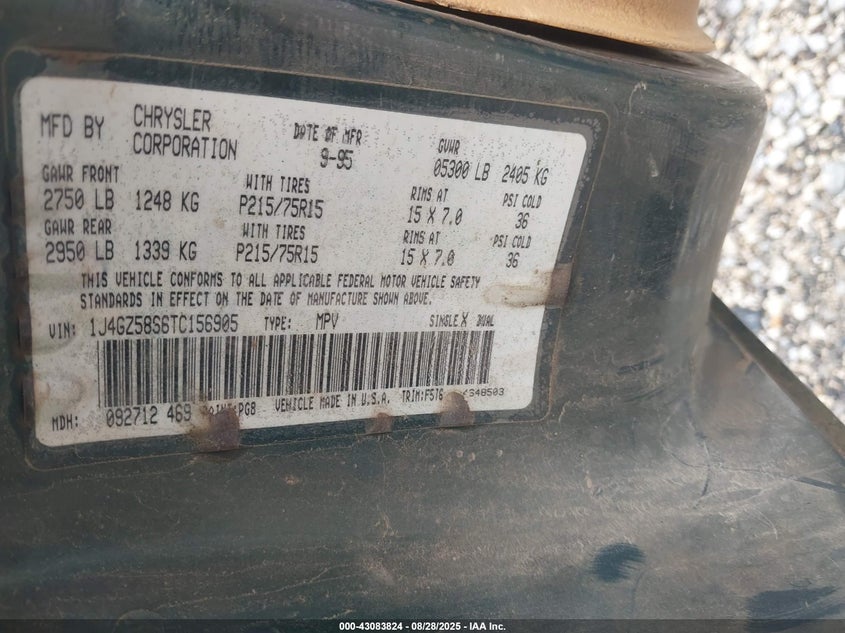 MFD BY CHRYSLER CORPORATION DATE OF MFR 9-95 GVWR 05300 LB 2405 KG
GAWR FRONT WITH TIRES RIMS AT PSI COLD
2750 LB 1248 KG P215/75R15 15 X 7.0 36
GAWR REAR WITH TIRES RIMS AT PSI COLD
2950 LB 1339 KG P215/75R15 15 X 7.0 36
THIS VEHICLE CONFORMS TO ALL APPLICABLE FEDERAL MOTOR VEHICLE SAFETY
STANDARDS IN EFFECT ON THE DATE OF MANUFACTURE SHOWN ABOVE.
VIN: 1J4GZ58S6TC156905 TYPE: MPV SINGLE X DUAL
MDH: 092712 469 PG8 VEHICLE MADE IN U.S.A. TRIM:F5T6 648503
000-43083824 | 08/28/2025 - IAA Inc.